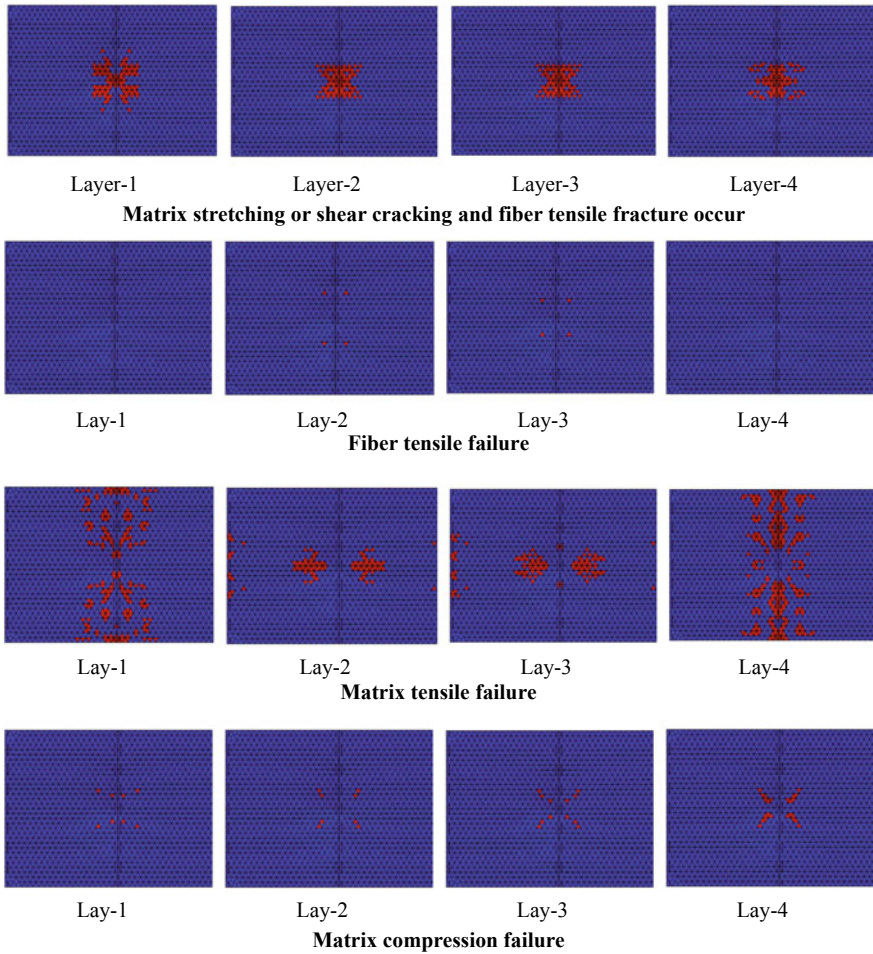 Layer-1 Layer-2 Layer-3 Layer-4
Matrix stretching or shear cracking and fiber tensile fracture occur
Lay-1 Lay-2 Lay-3 Lay-4
Fiber tensile failure
Lay-1 Lay-2 Lay-3 Lay-4
Matrix tensile failure
Lay-1 Lay-2 Lay-3 Lay-4
Matrix compression failure